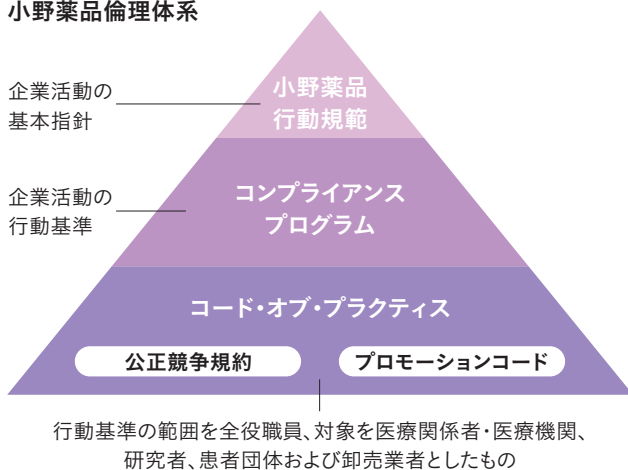 小野薬品倫理体系
企業活動の
基本指針
小野薬品
行動規範
企業活動の
行動基準
コンプライアンス
プログラム
コード・オブ・プラクティス
公正競争規約
プロモーションコード
行動基準の範囲を全役職員、対象を医療関係者・医療機関、
研究者、患者団体および卸売業者としたもの